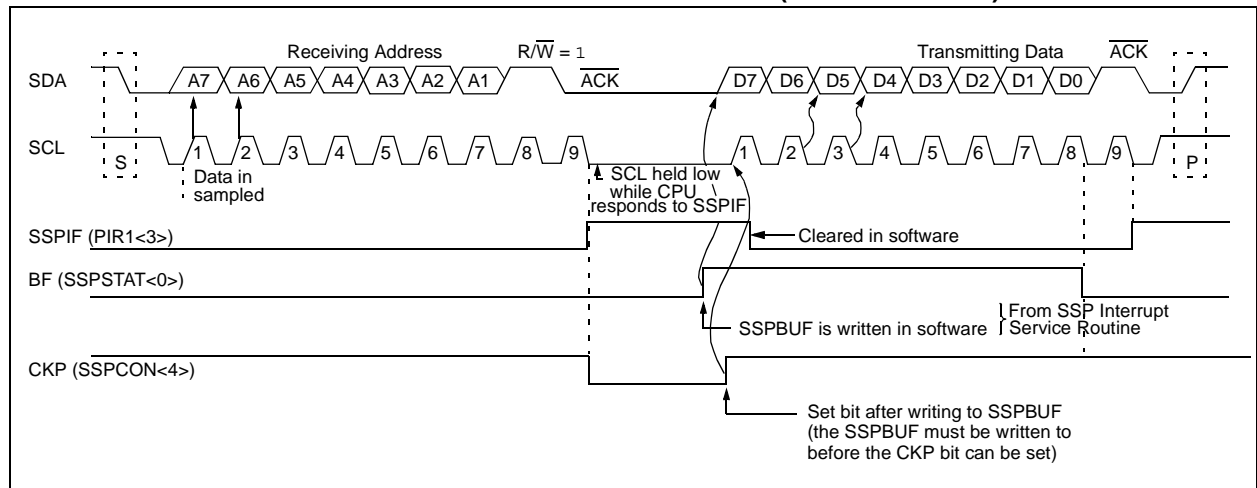 Receiving Address R/W = 1 Transmitting Data ACK
SDA A7 A6 A5 A4 A3 A2 A1 ACK D7 D6 D5 D4 D3 D2 D1 D0
SCL S 1 2 3 4 5 6 7 8 9 1 2 3 4 5 6 7 8 9 P
Data in
sampled
SCL held low
while CPU
responds to SSPIF
SSPIF (PIR1<3>)
Cleared in software
BF (SSPSTAT<0>)
SSPBUF is written in software
From SSP Interrupt
Service Routine
CKP (SSPCON<4>)
Set bit after writing to SSPBUF
(the SSPBUF must be written to
before the CKP bit can be set)